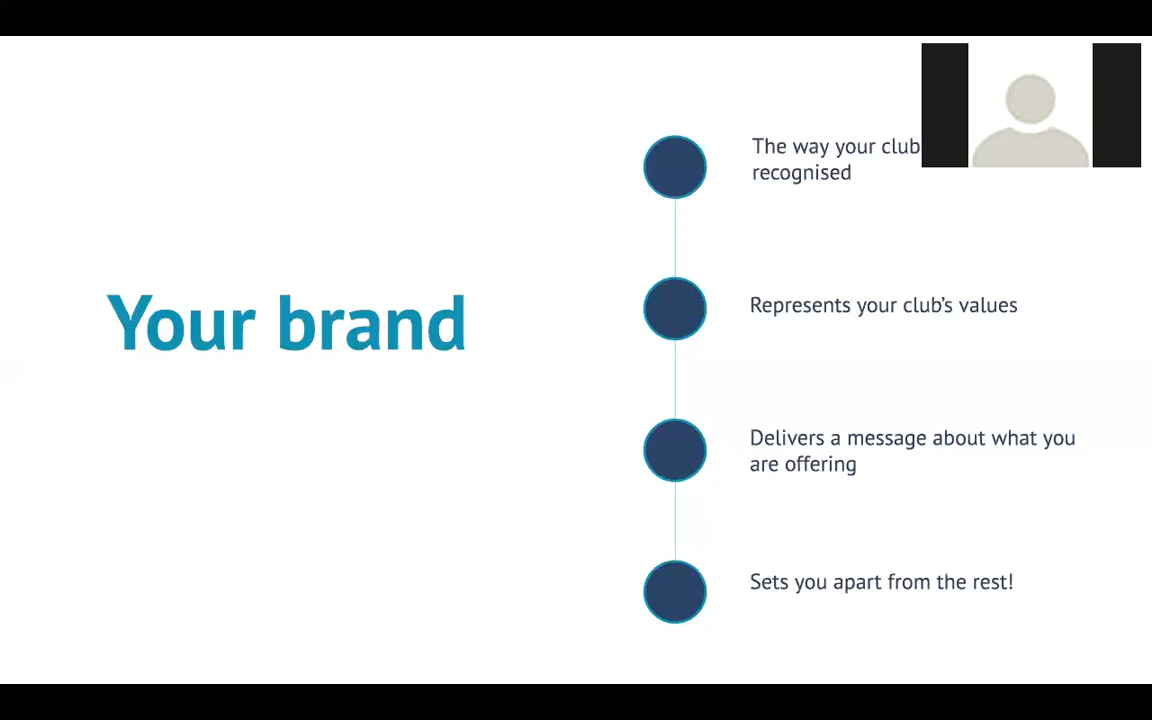 Your brand
The way your club
recognised
Represents your club's values
Delivers a message about what you
are offering
Sets you apart from the rest!